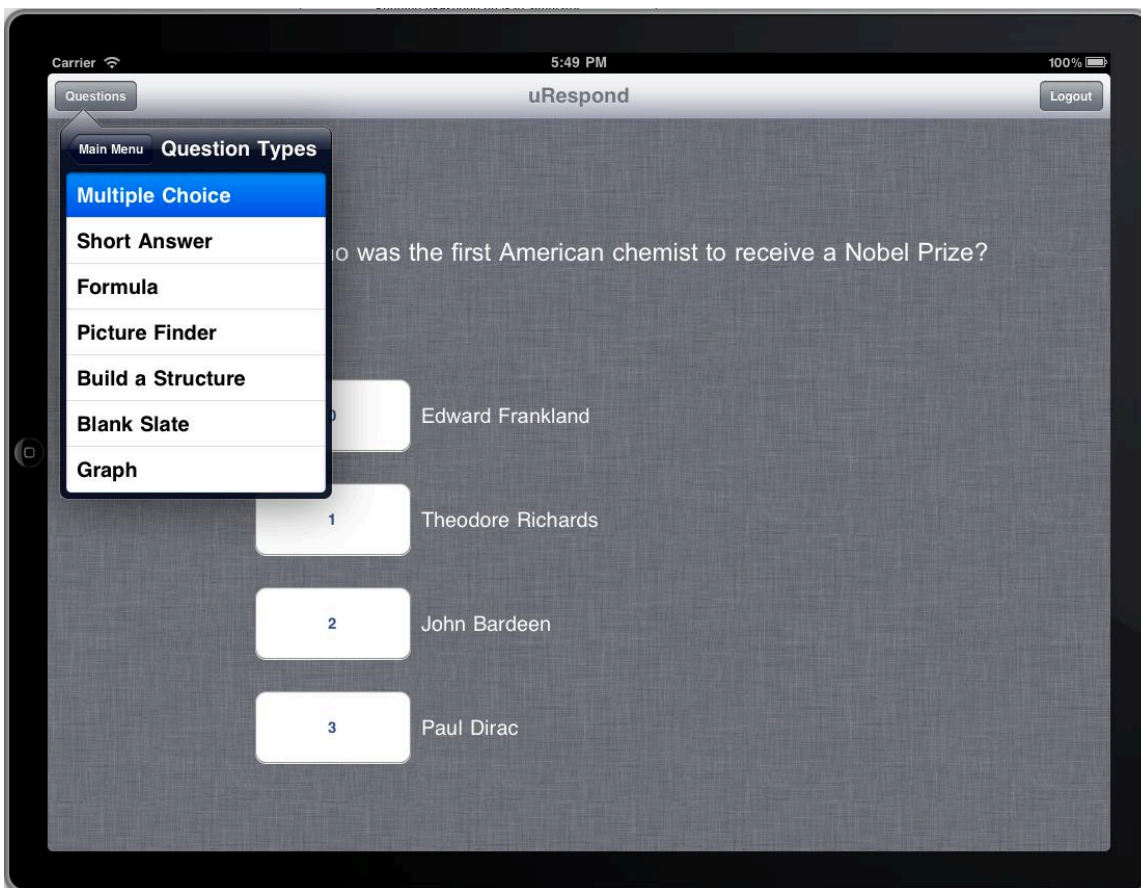 Carrier 5:49 PM 100%
Questions uRespond Logout
Main Menu Question Types
Multiple Choice
Short Answer
Formula
Picture Finder
Build a Structure
Blank Slate
Graph
was the first American chemist to receive a Nobel Prize?
Edward Frankland
1 Theodore Richards
2 John Bardeen
3 Paul Dirac